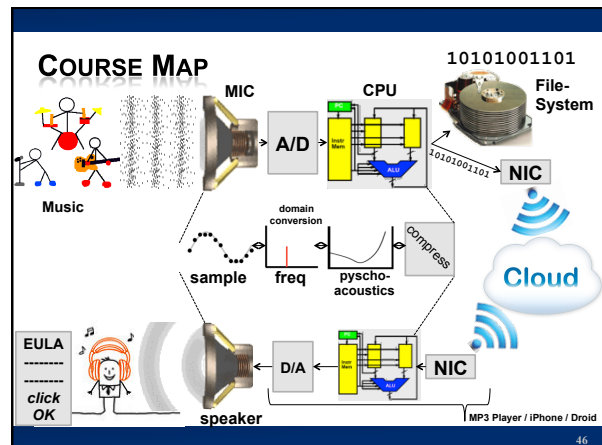 COURSE MAP
10101001101
MIC
CPU
File-
System
PC
A/D
Instr
Mem
ALU
10101001101
NIC
Music
domain
conversion
compress
sample
freq
pyscho-
acoustics
Cloud
EULA
--------
--------
click
OK
D/A
PC
Instr
Mem
ALU
NIC
speaker
MP3 Player / iPhone / Droid
46